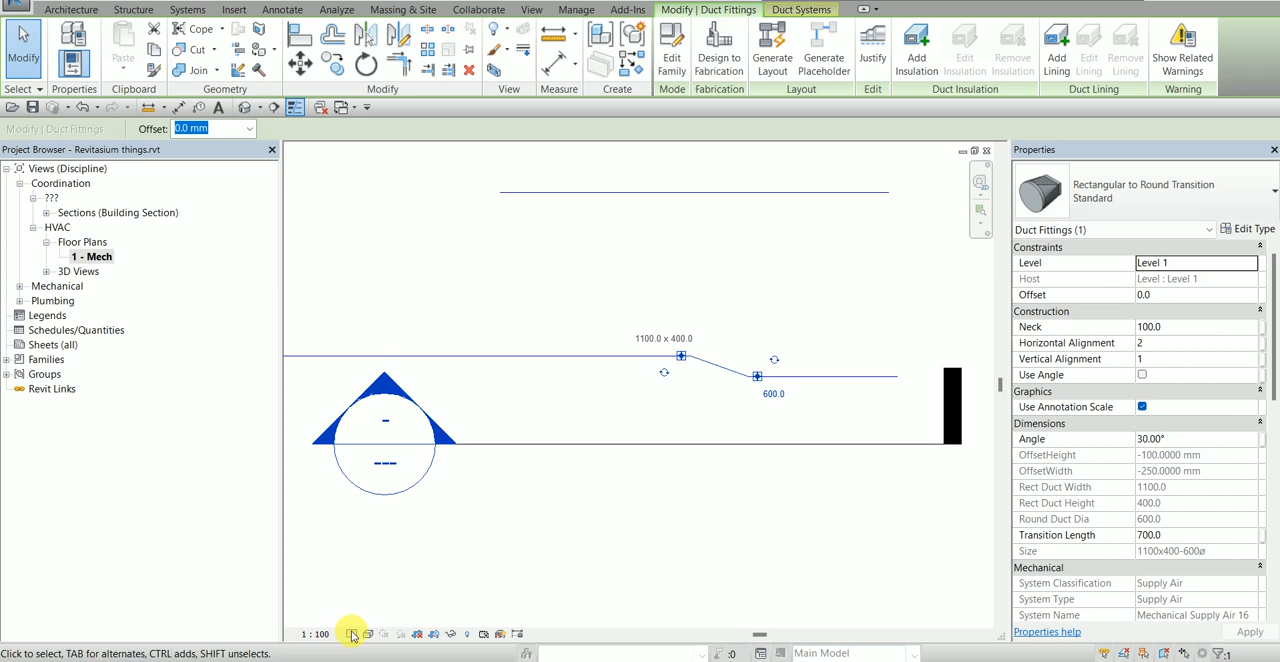 Architecture Structure Systems Insert Annotate Analyze Massing & Site Collaborate View Manage Add-Ins Modify | Duct Fittings Duct Systems
Modify Paste Cope Cut Join Edit Family Design to Fabrication Generate Layout Generate Placeholder Justify Add Insulation Edit Insulation Remove Insulation Add Lining Edit Lining Remove Lining Show Related Warnings
Select Properties Clipboard Geometry Modify View Measure Create Mode Fabrication Layout Edit Duct Insulation Duct Lining Warning
Modify | Duct Fittings Offset: 0.0 mm
Project Browser - Revitasium things.rvt
Views (Discipline)
Coordination
???
Sections (Building Section)
HVAC
Floor Plans
1 - Mech
3D Views
Mechanical
Plumbing
Legends
Schedules/Quantities
Sheets (all)
Families
Groups
Revit Links
1100.0 x 400.0
600.0
-
---
1 : 100
Properties
Rectangular to Round Transition
Standard
Duct Fittings (1) Edit Type
Constraints
Level Level 1
Host Level : Level 1
Offset 0.0
Construction
Neck 100.0
Horizontal Alignment 2
Vertical Alignment 1
Use Angle
Graphics
Use Annotation Scale
Dimensions
Angle 30.00°
OffsetHeight -100.0000 mm
OffsetWidth -250.0000 mm
Rect Duct Width 1100.0
Rect Duct Height 400.0
Round Duct Dia 600.0
Transition Length 700.0
Size 1100x400-600ø
Mechanical
System Classification Supply Air
System Type Supply Air
System Name Mechanical Supply Air 16
Properties help Apply
Click to select, TAB for alternates, CTRL adds, SHIFT unselects. :0 Main Model :1